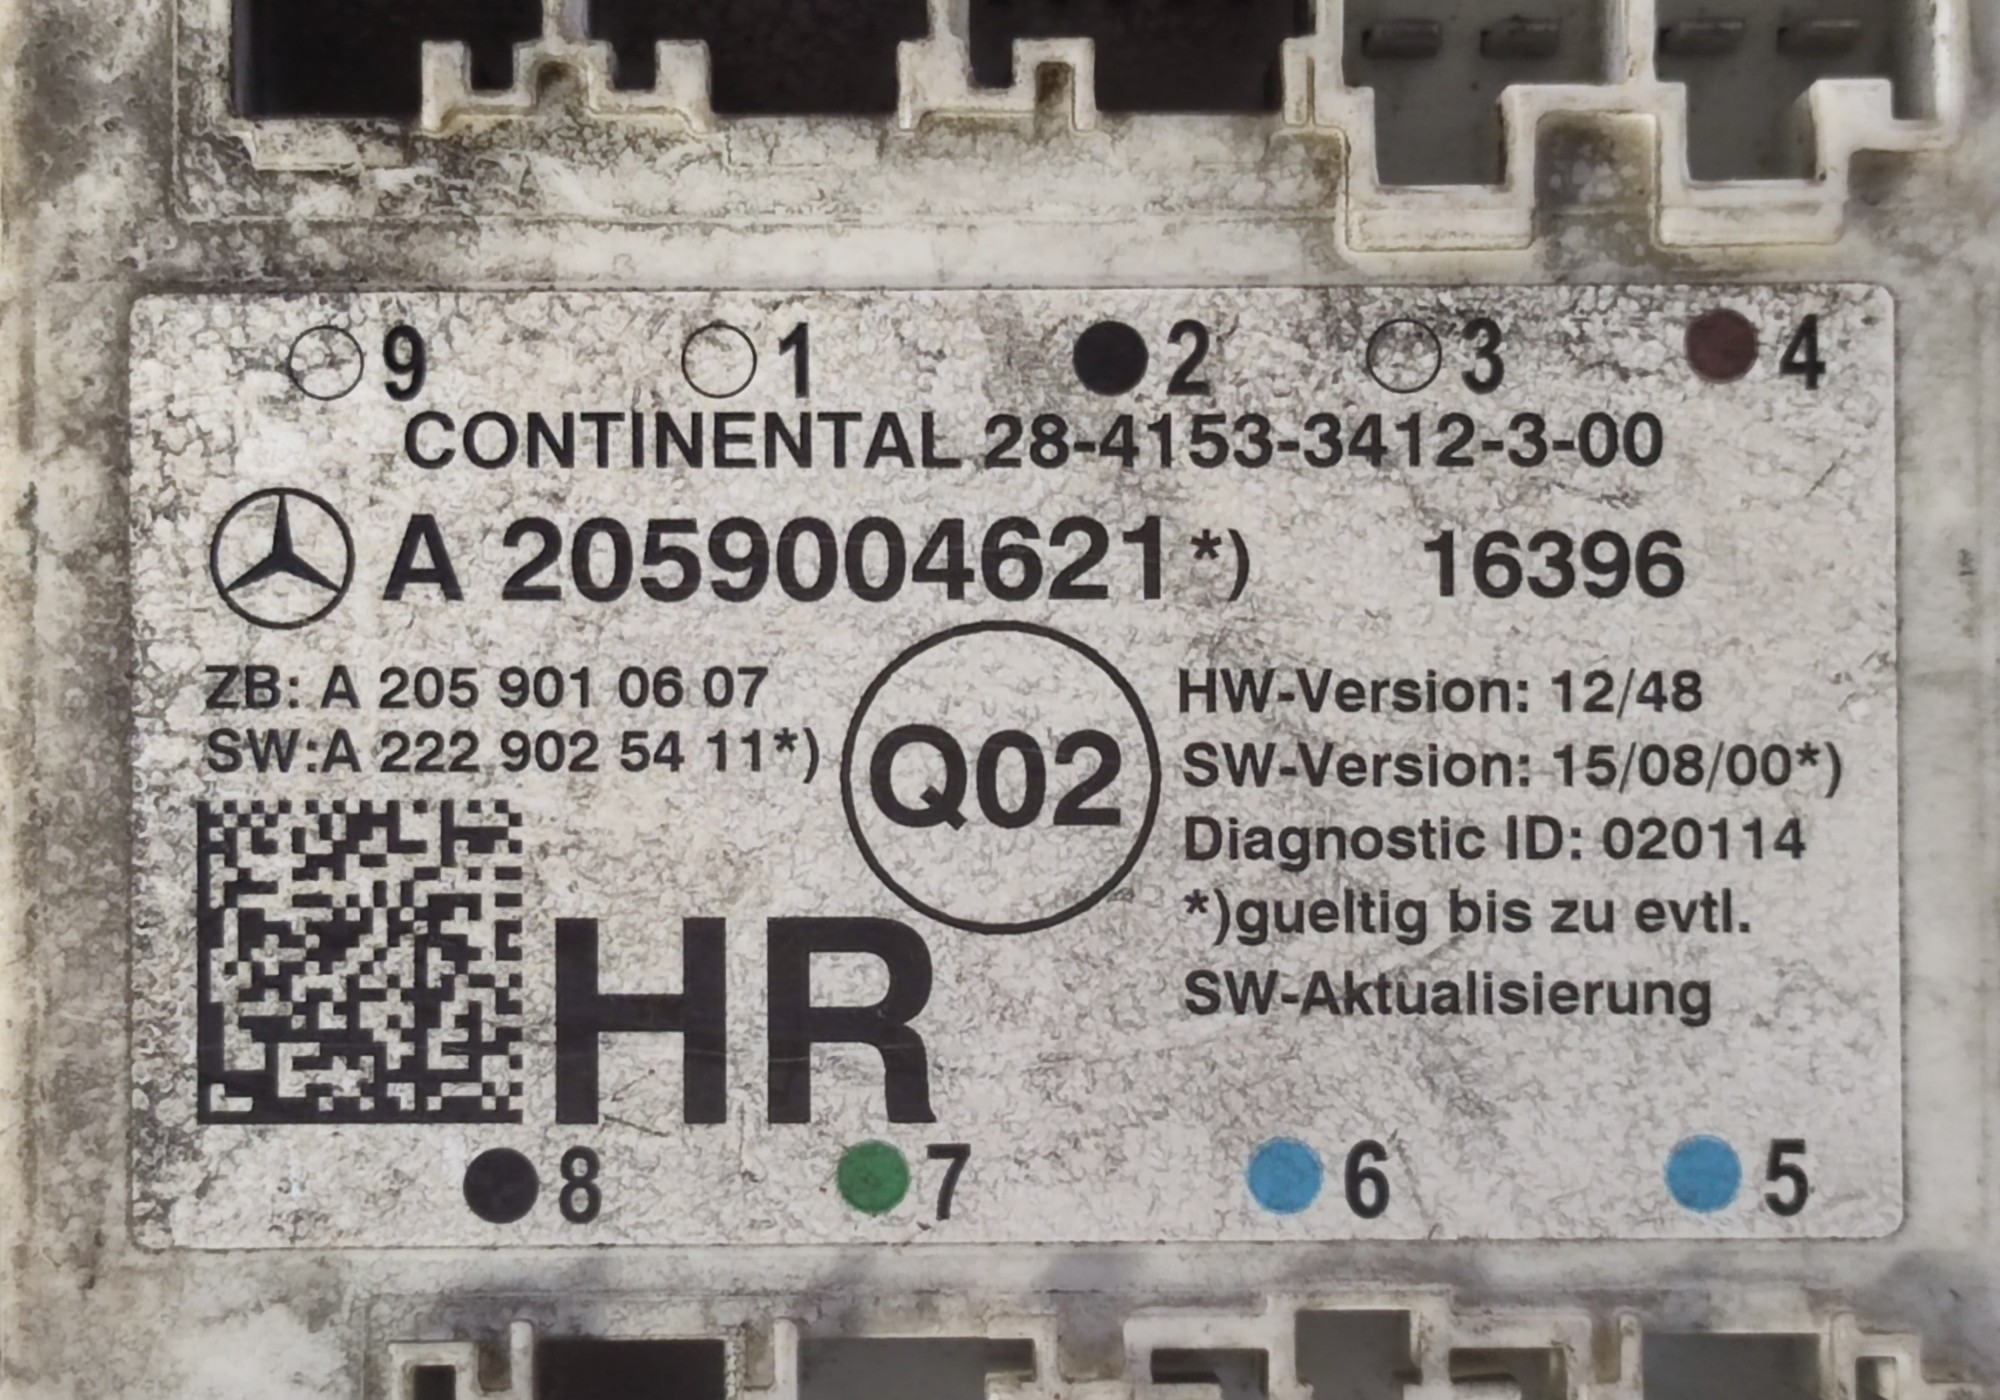 9 1 2 3 4
CONTINENTAL 28-4153-3412-3-00
A 2059004621*) 16396
ZB: A 205 901 06 07
SW:A 222 902 54 11*)
Q02
HW-Version: 12/48
SW-Version: 15/08/00*)
Diagnostic ID: 020114
*)gueltig bis zu evtl.
SW-Aktualisierung
HR
8 7 6 5